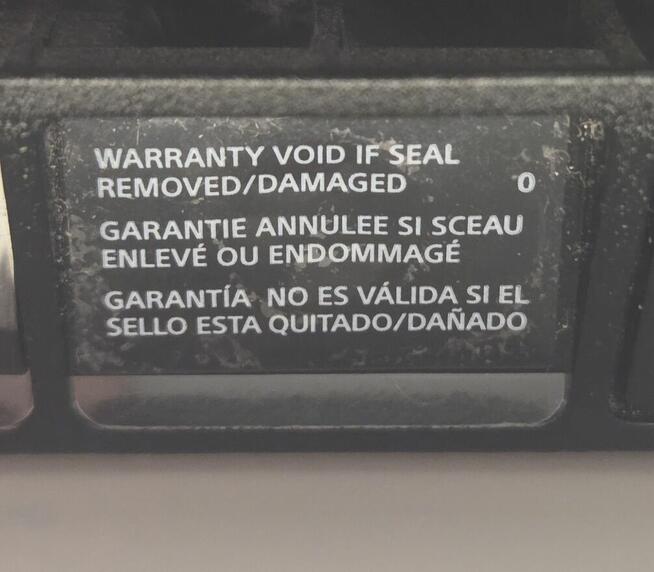 WARRANTY VOID IF SEAL
REMOVED/DAMAGED 0
GARANTIE ANNULEE SI SCEAU
ENLEVÉ OU ENDOMMAGÉ
GARANTÍA NO ES VÁLIDA SI EL
SELLO ESTA QUITADO/DAÑADO